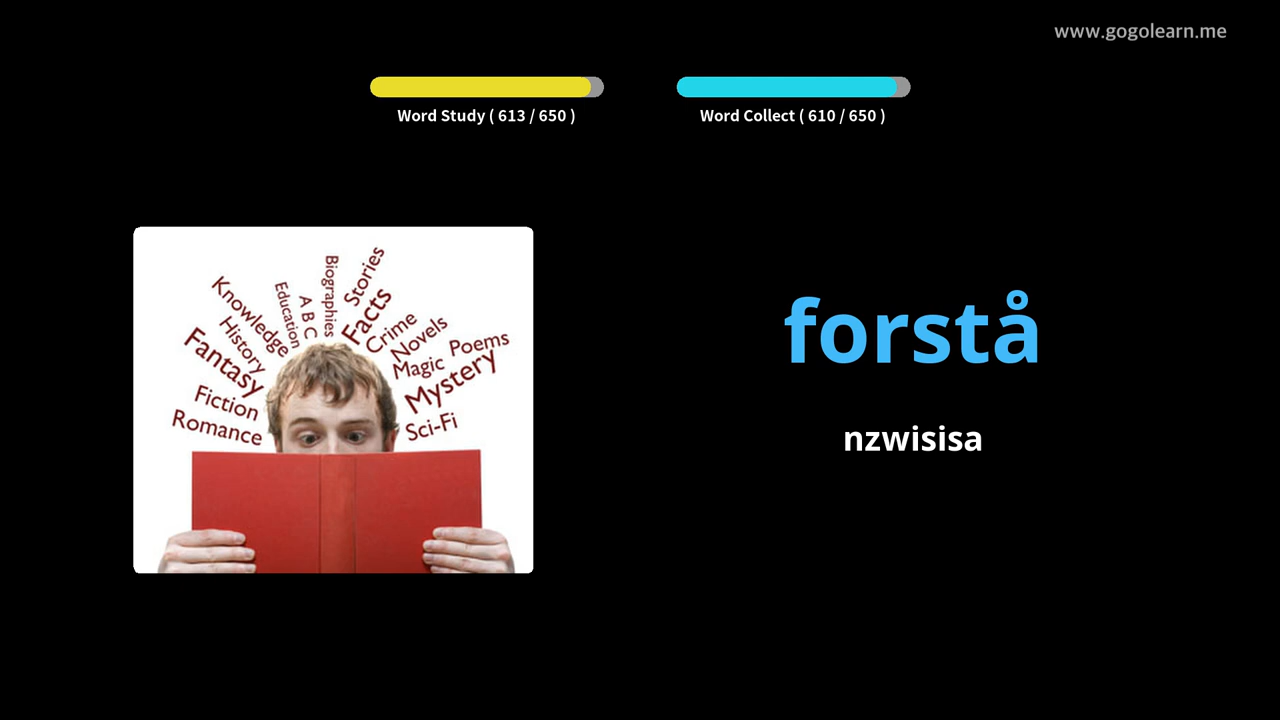 www.gogolearn.me
Word Study ( 613 / 650 )
Word Collect ( 610 / 650 )
Knowledge
History
Fantasy
Fiction
Romance
Education
A B C
Biographies
Stories
Facts
Crime
Novels
Magic
Poems
Mystery
Sci-Fi
forstå
nzwisisa